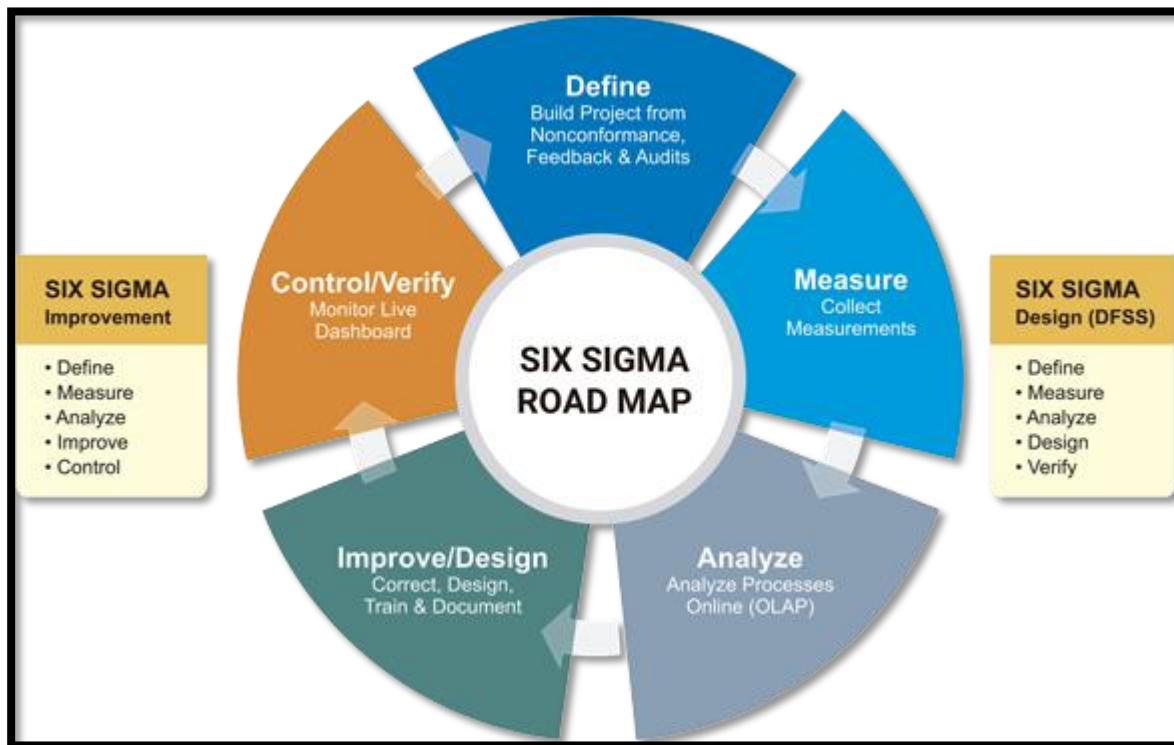 Define
Build Project from
Nonconformance,
Feedback & Audits
Measure
Collect
Measurements
Analyze
Analyze Processes
Online (OLAP)
Improve/Design
Correct, Design,
Train & Document
Control/Verify
Monitor Live
Dashboard
SIX SIGMA
ROAD MAP
SIX SIGMA
Improvement
• Define
• Measure
• Analyze
• Improve
• Control
SIX SIGMA
Design (DFSS)
• Define
• Measure
• Analyze
• Design
• Verify